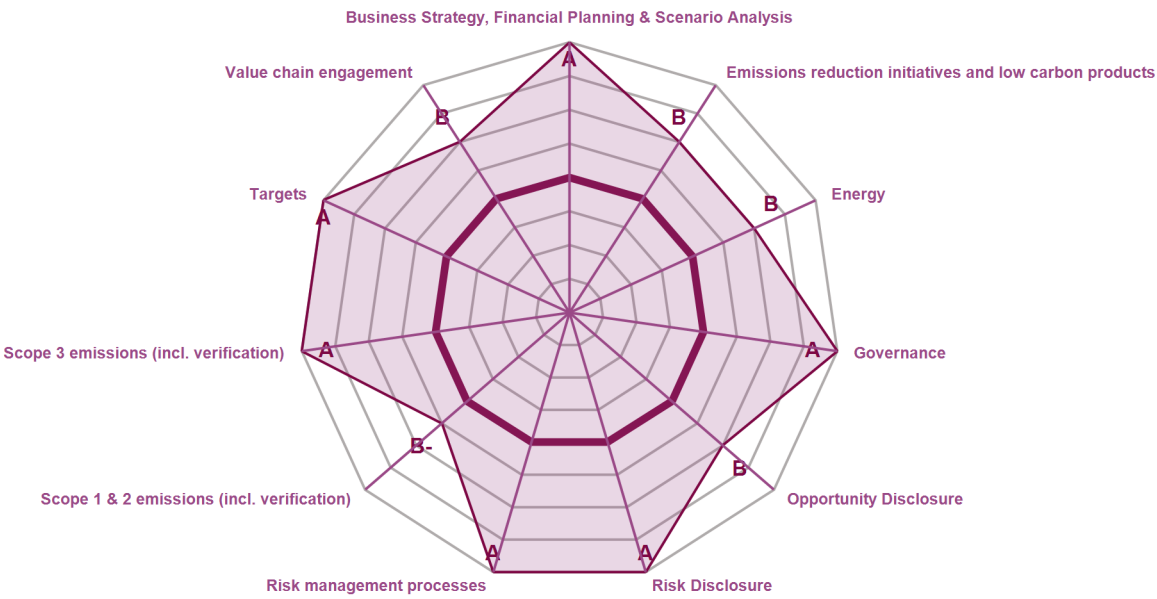 Business Strategy, Financial Planning & Scenario Analysis
A
Emissions reduction initiatives and low carbon products
B
Energy
B
Governance
A
Opportunity Disclosure
B
Risk Disclosure
A
Risk management processes
A
Scope 1 & 2 emissions (incl. verification)
B-
Scope 3 emissions (incl. verification)
A
Targets
A
Value chain engagement
B